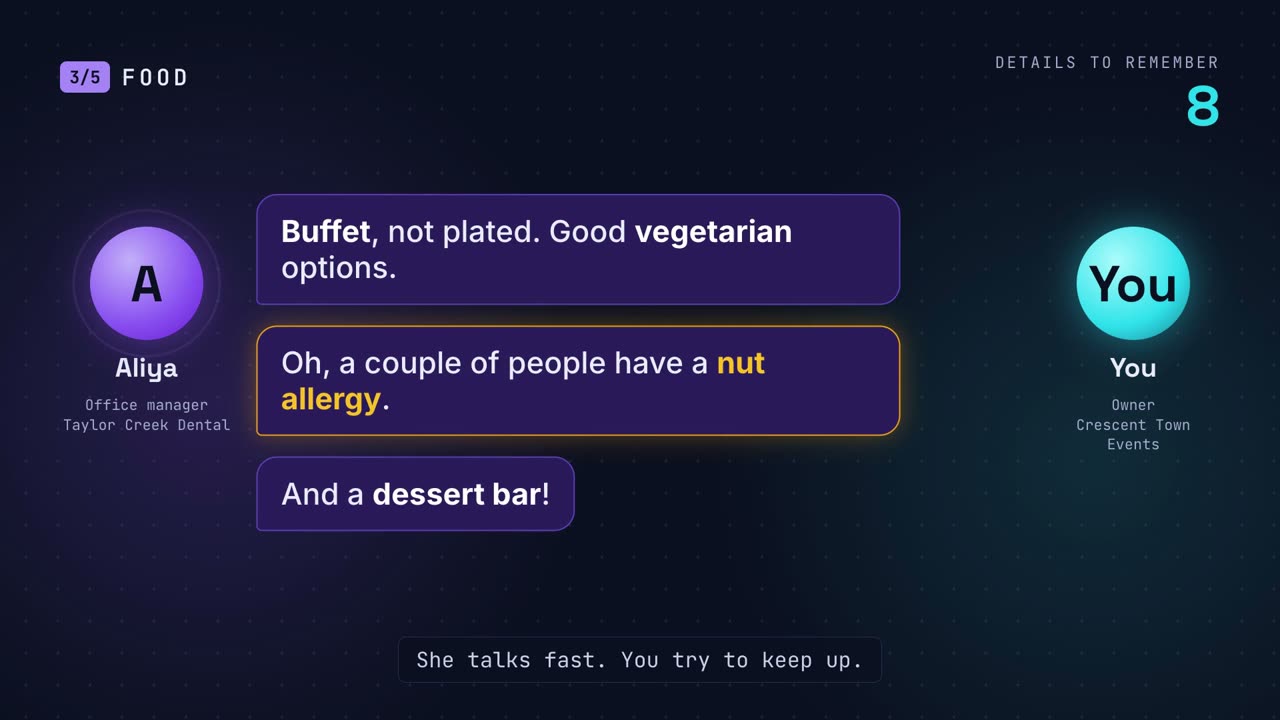 3/5 FOOD
DETAILS TO REMEMBER
8
A
Aliya
Office manager
Taylor Creek Dental
Buffet, not plated. Good vegetarian
options.
Oh, a couple of people have a nut
allergy.
And a dessert bar!
You
You
Owner
Crescent Town
Events
She talks fast. You try to keep up.